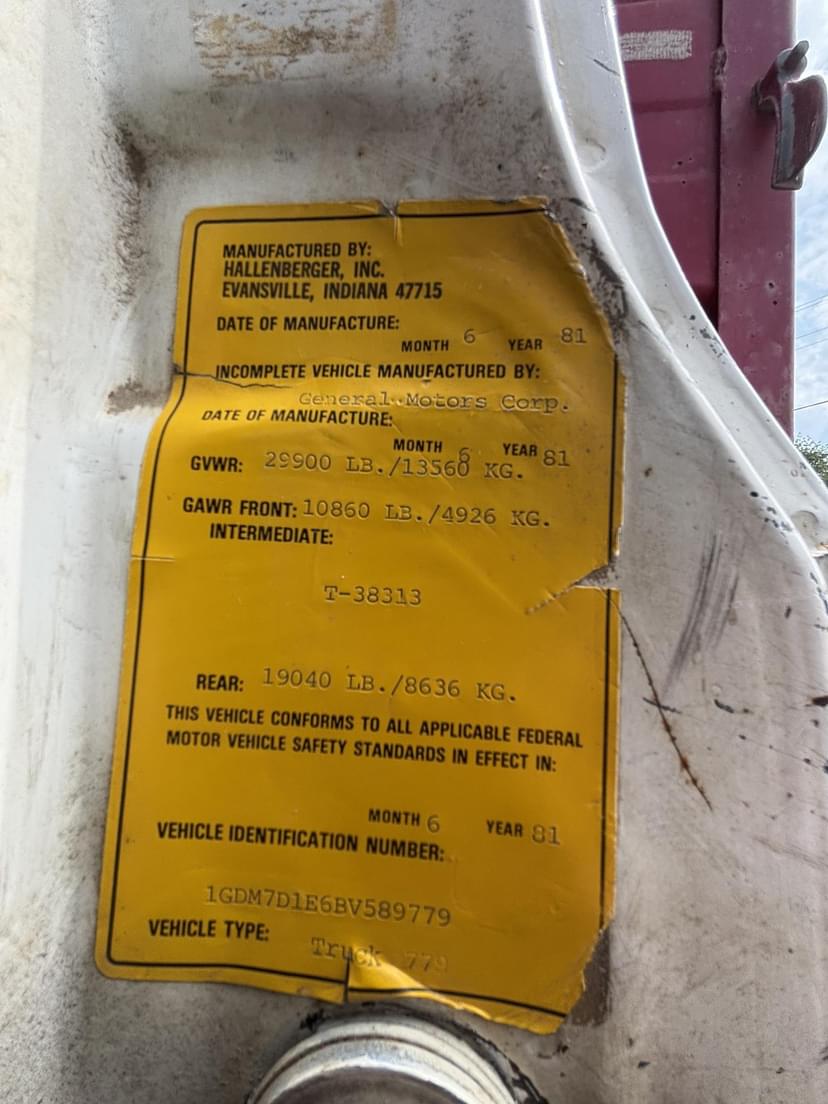 MANUFACTURED BY:
HALLENBERGER, INC.
EVANSVILLE, INDIANA 47715
DATE OF MANUFACTURE:
MONTH 6 YEAR 81
INCOMPLETE VEHICLE MANUFACTURED BY:
General Motors Corp.
DATE OF MANUFACTURE:
MONTH 6 YEAR 81
GVWR: 29900 LB./13560 KG.
GAWR FRONT: 10860 LB./4926 KG.
INTERMEDIATE:
T-38313
REAR: 19040 LB./8636 KG.
THIS VEHICLE CONFORMS TO ALL APPLICABLE FEDERAL
MOTOR VEHICLE SAFETY STANDARDS IN EFFECT IN:
MONTH 6 YEAR 81
VEHICLE IDENTIFICATION NUMBER:
1GDM7D1E6BV589779
VEHICLE TYPE: Truck 779